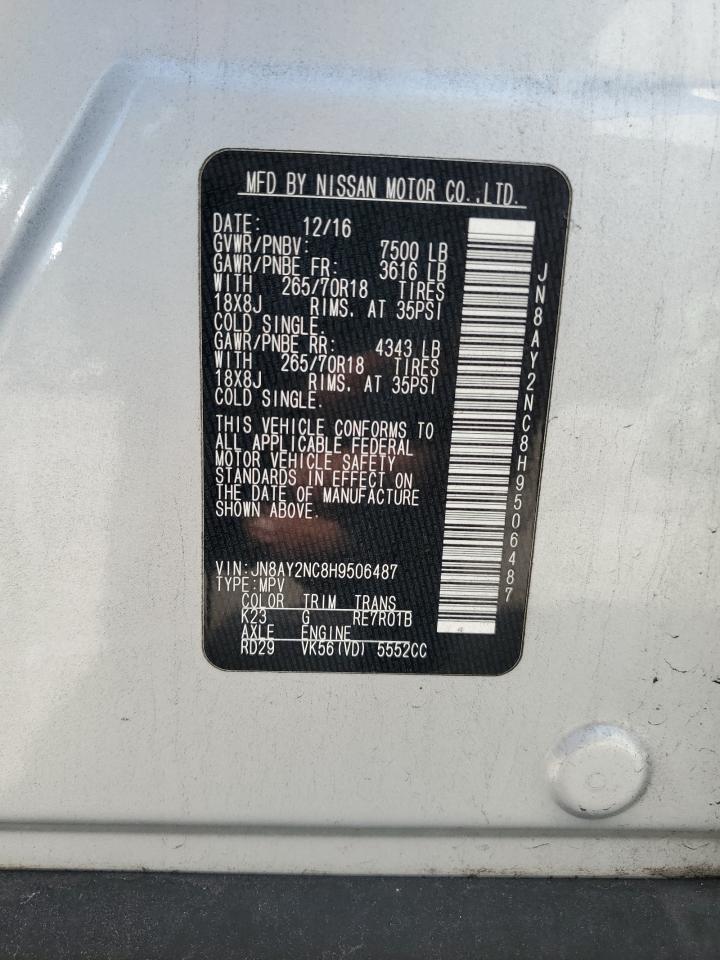 MFD BY NISSAN MOTOR CO.,LTD.
DATE: 12/16
GVWR/PNBV: 7500 LB
GAWR/PNBE FR: 3616 LB
WITH 265/70R18 TIRES
18X8J RIMS, AT 35PSI
COLD SINGLE.
GAWR/PNBE RR: 4343 LB
WITH 265/70R18 TIRES
18X8J RIMS, AT 35PSI
COLD SINGLE.
THIS VEHICLE CONFORMS TO
ALL APPLICABLE FEDERAL
MOTOR VEHICLE SAFETY
STANDARDS IN EFFECT ON
THE DATE OF MANUFACTURE
SHOWN ABOVE.
VIN:JN8AY2NC8H9506487
TYPE:MPV
COLOR TRIM TRANS
K23 G RE7R01B
AXLE ENGINE
RD29 VK56(VD) 5552CC
JN8AY2NC8H9506487